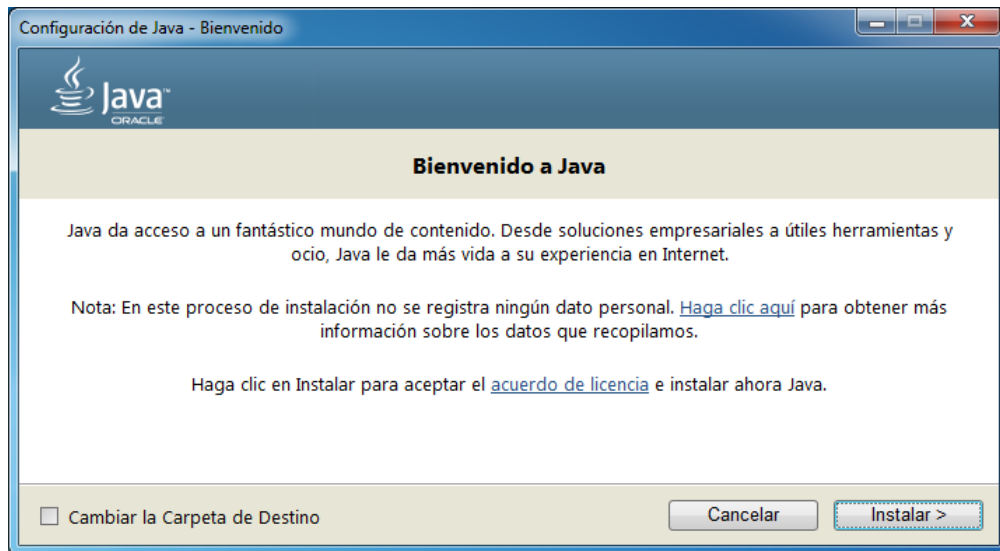 Configuración de Java - Bienvenido
Java™
ORACLE
Bienvenido a Java
Java da acceso a un fantástico mundo de contenido. Desde soluciones empresariales a útiles herramientas y
ocio, Java le da más vida a su experiencia en Internet.
Nota: En este proceso de instalación no se registra ningún dato personal. Haga clic aquí para obtener más
información sobre los datos que recopilamos.
Haga clic en Instalar para aceptar el acuerdo de licencia e instalar ahora Java.
Cambiar la Carpeta de Destino
Cancelar
Instalar >